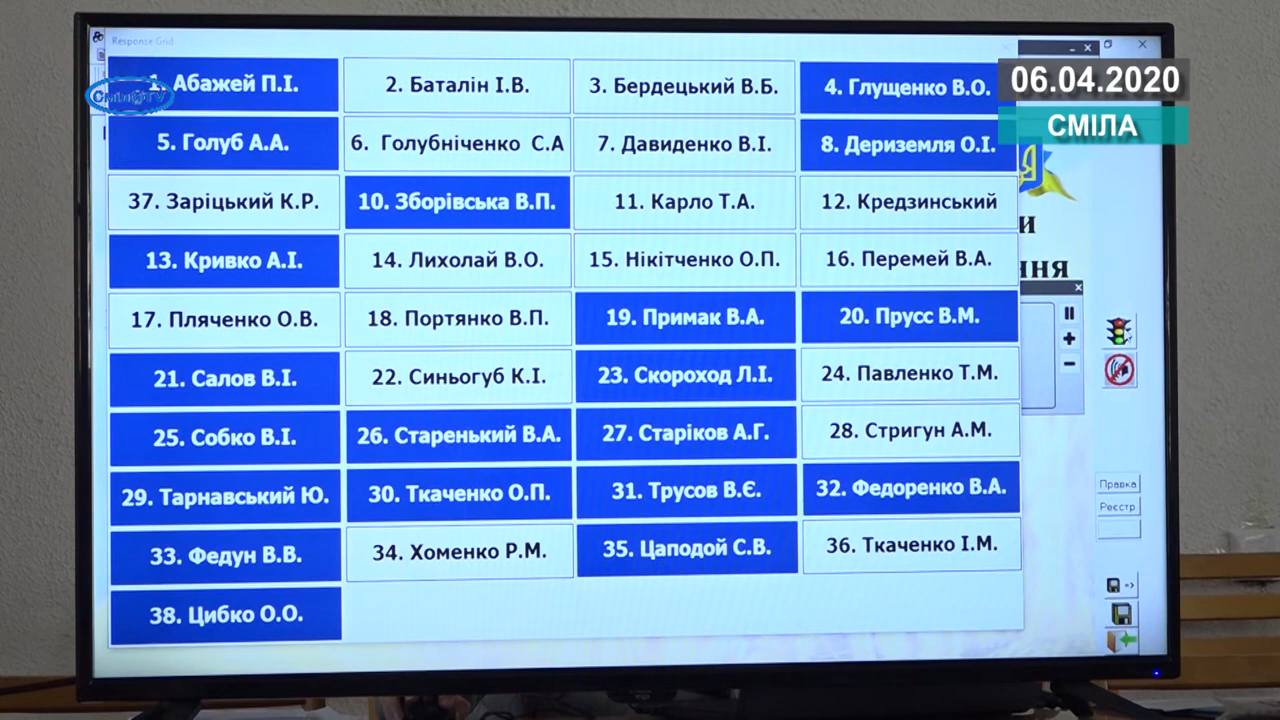 Response Grid
1. Абажей П.І.
2. Баталін І.В.
3. Бердецький В.Б.
4. Глущенко В.О.
СмілаTV
06.04.2020
СМІЛА
5. Голуб А.А.
6. Голубніченко С.А
7. Давиденко В.І.
8. Дериземля О.І.
37. Заріцький К.Р.
10. Зборівська В.П.
11. Карло Т.А.
12. Кредзинський
13. Кривко А.І.
14. Лихолай В.О.
15. Нікітченко О.П.
16. Перемей В.А.
17. Пляченко О.В.
18. Портянко В.П.
19. Примак В.А.
20. Прусс В.М.
21. Салов В.І.
22. Синьогуб К.І.
23. Скороход Л.І.
24. Павленко Т.М.
25. Собко В.І.
26. Старенький В.А.
27. Старіков А.Г.
28. Стригун А.М.
29. Тарнавський Ю.
30. Ткаченко О.П.
31. Трусов В.Є.
32. Федоренко В.А.
Правка
Реєстр
33. Федун В.В.
34. Хоменко Р.М.
35. Цаподой С.В.
36. Ткаченко І.М.
38. Цибко О.О.